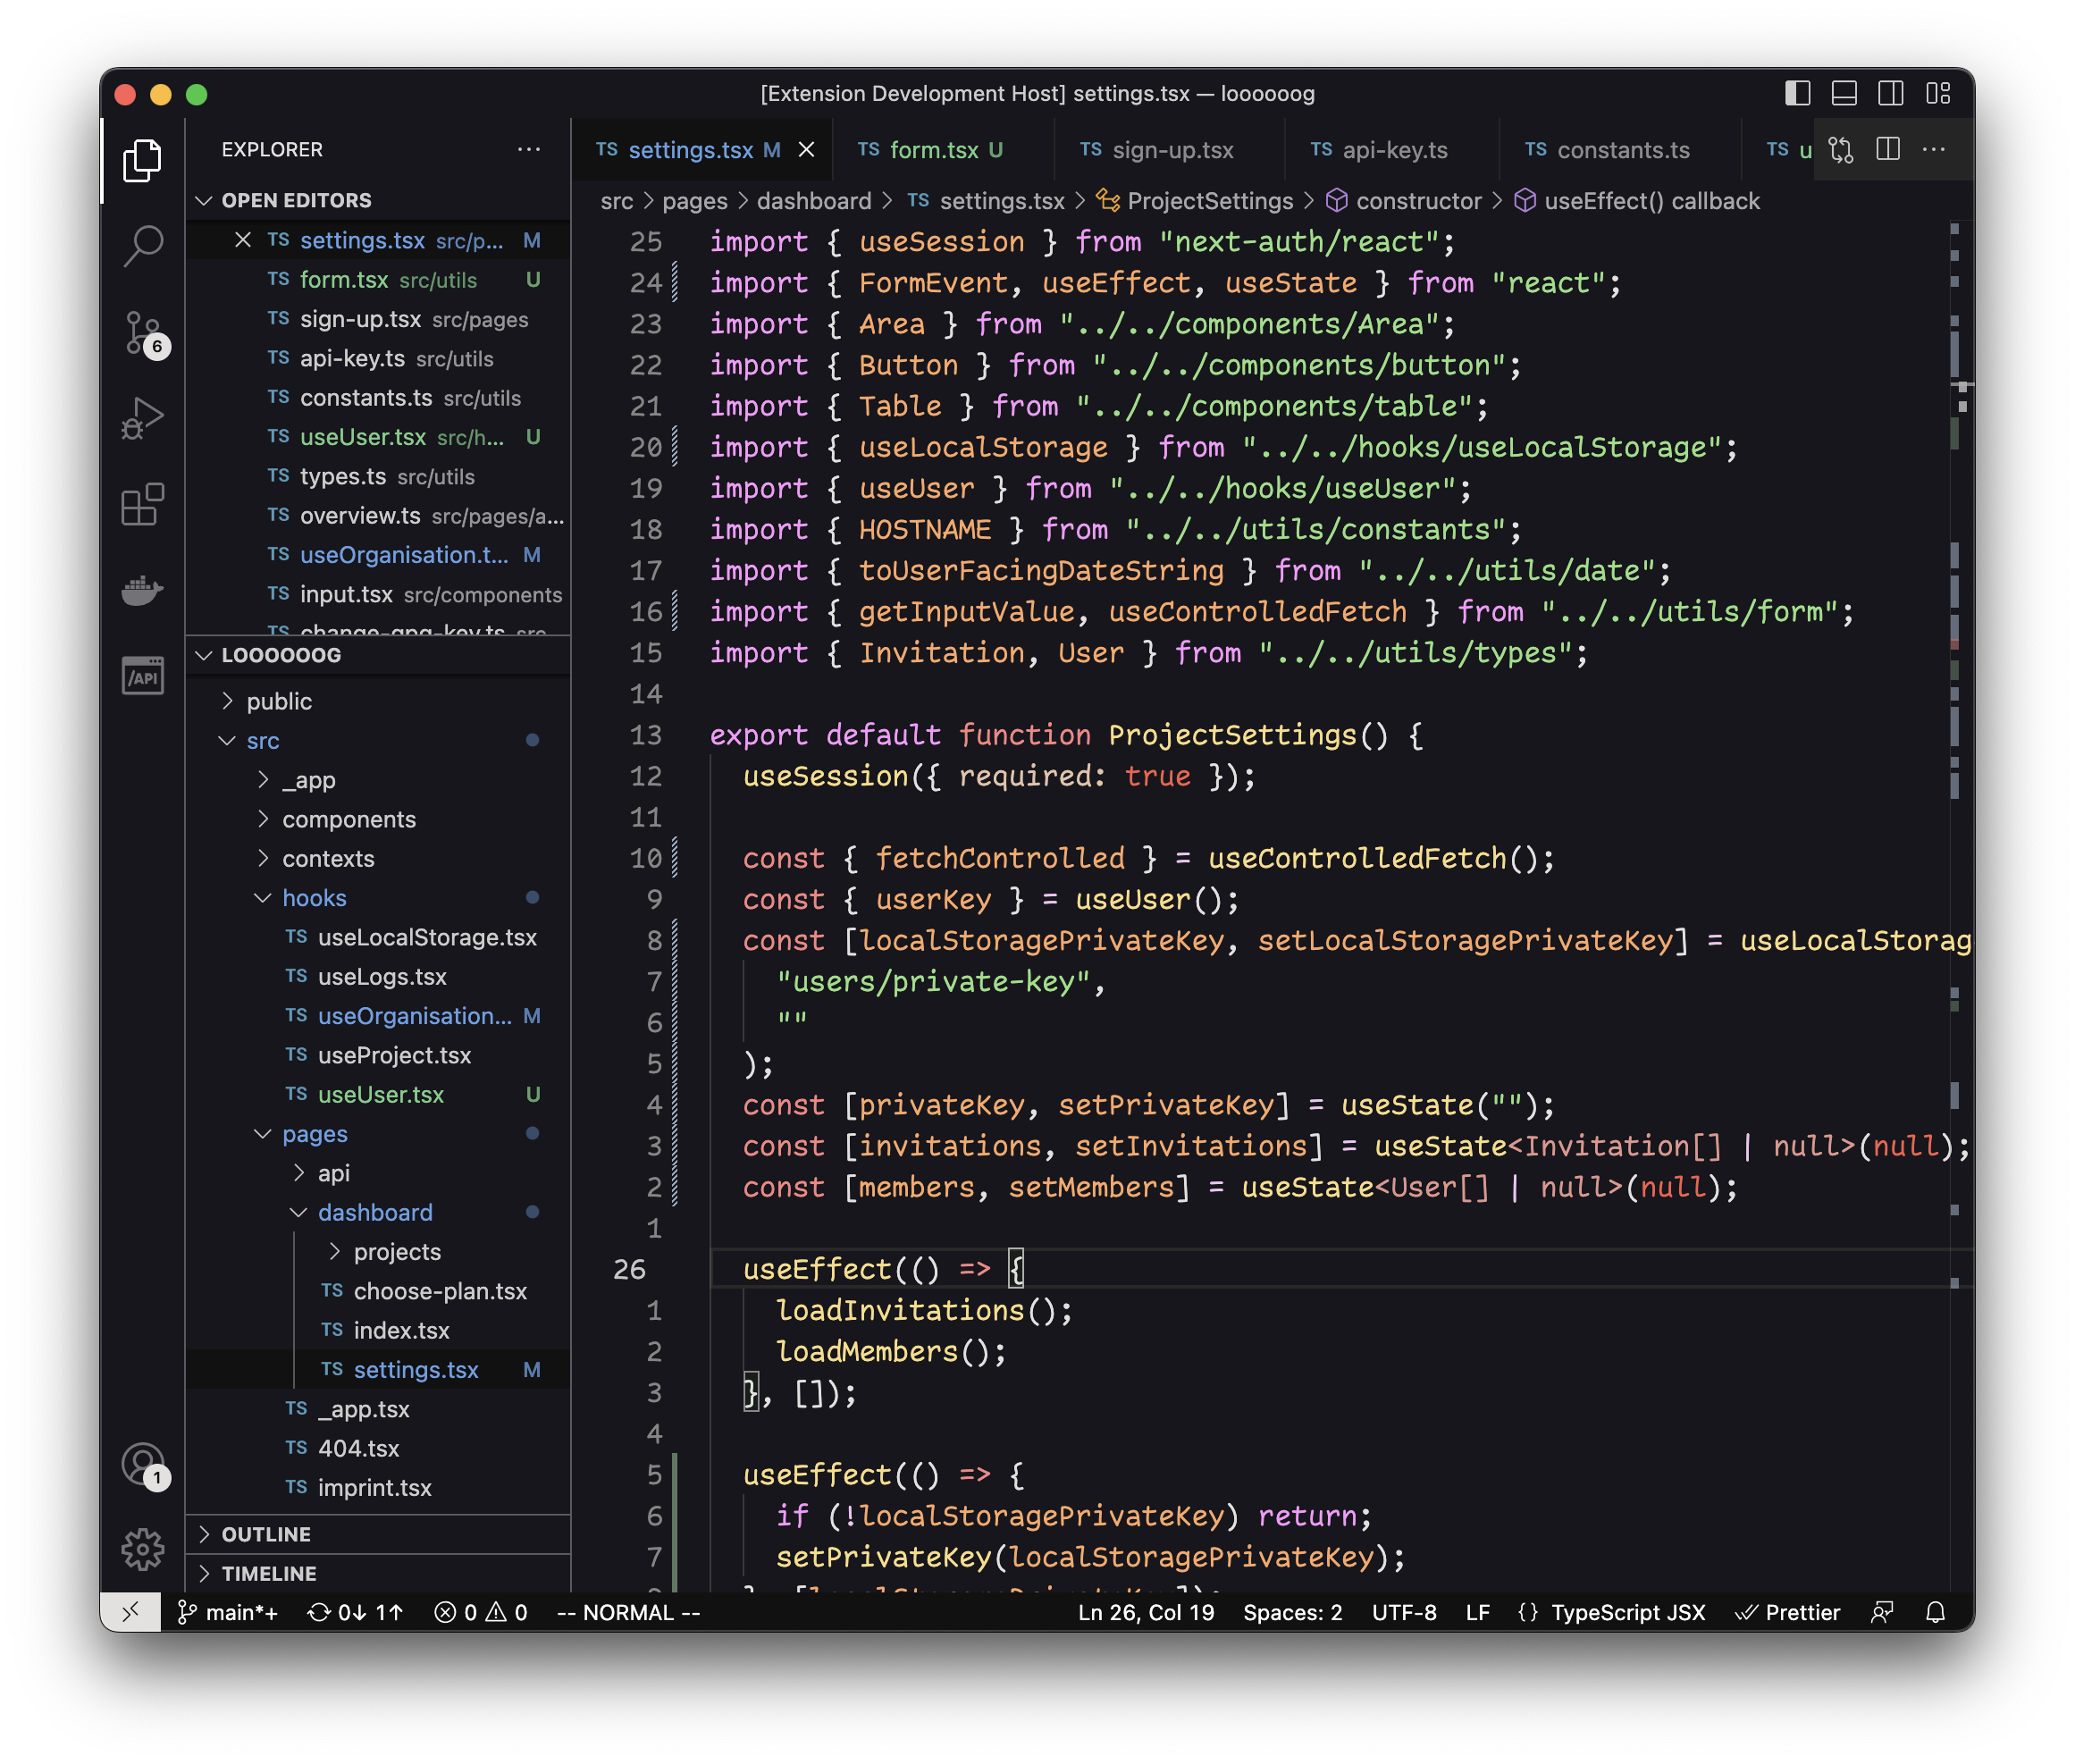 [Extension Development Host] settings.tsx — loooooog
EXPLORER
OPEN EDITORS
TS settings.tsx src/p... M
TS form.tsx src/utils U
TS sign-up.tsx src/pages
TS api-key.ts src/utils
TS constants.ts src/utils
TS useUser.tsx src/h... U
TS types.ts src/utils
TS overview.ts src/pages/a...
TS useOrganisation.t... M
TS input.tsx src/components
TS change-gpg-key.ts src
LOOOOOOG
public
src
_app
components
contexts
hooks
TS useLocalStorage.tsx
TS useLogs.tsx
TS useOrganisation... M
TS useProject.tsx
TS useUser.tsx U
pages
api
dashboard
projects
TS choose-plan.tsx
TS index.tsx
TS settings.tsx M
TS _app.tsx
TS 404.tsx
TS imprint.tsx
OUTLINE
TIMELINE
6
/API
1
TS settings.tsx M TS form.tsx U TS sign-up.tsx TS api-key.ts TS constants.ts TS u
src > pages > dashboard > TS settings.tsx > ProjectSettings > constructor > useEffect() callback
25 import { useSession } from "next-auth/react";
24 import { FormEvent, useEffect, useState } from "react";
23 import { Area } from "../../components/Area";
22 import { Button } from "../../components/button";
21 import { Table } from "../../components/table";
20 import { useLocalStorage } from "../../hooks/useLocalStorage";
19 import { useUser } from "../../hooks/useUser";
18 import { HOSTNAME } from "../../utils/constants";
17 import { toUserFacingDateString } from "../../utils/date";
16 import { getInputValue, useControlledFetch } from "../../utils/form";
15 import { Invitation, User } from "../../utils/types";
14
13 export default function ProjectSettings() {
12 useSession({ required: true });
11
10 const { fetchControlled } = useControlledFetch();
9 const { userKey } = useUser();
8 const [localStoragePrivateKey, setLocalStoragePrivateKey] = useLocalStorag
7 "users/private-key",
6 ""
5 );
4 const [privateKey, setPrivateKey] = useState("");
3 const [invitations, setInvitations] = useState<Invitation[] | null>(null);
2 const [members, setMembers] = useState<User[] | null>(null);
1
26 useEffect(() => {
1 loadInvitations();
2 loadMembers();
3 }, []);
4
5 useEffect(() => {
6 if (!localStoragePrivateKey) return;
7 setPrivateKey(localStoragePrivateKey);
8 }, [localStoragePrivateKey]);
main*+ 0↓ 1↑ 0 0 -- NORMAL -- Ln 26, Col 19 Spaces: 2 UTF-8 LF {} TypeScript JSX Prettier